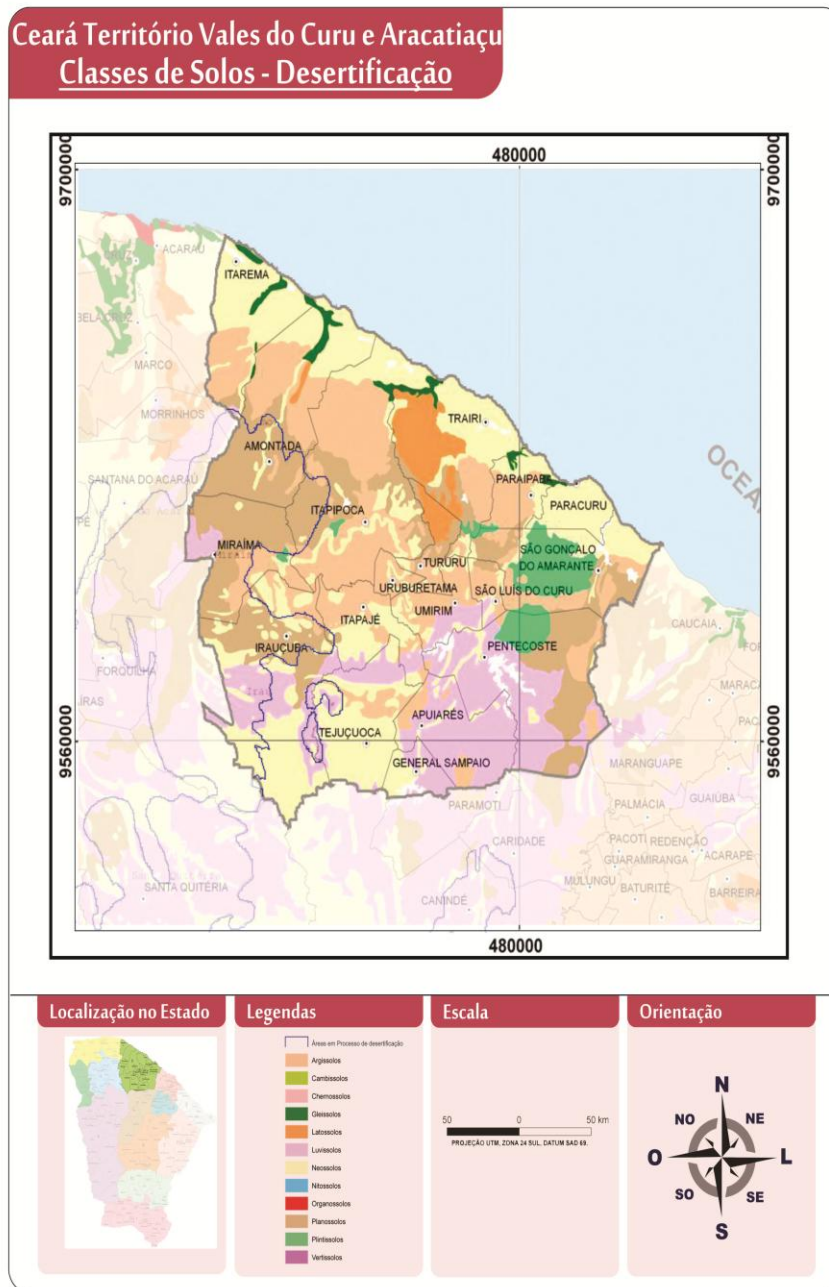 Ceará Território Vales do Curu e Aracatiaçu
Classes de Solos - Desertificação
480000
9700000
9700000
CRUZ
ACARAÚ
ITAREMA
BELA CRUZ
MARCO
MORRINHOS
TRAIRI
OCEA
AMONTADA
SANTANA DO ACARAÚ
PARAIPABA
PARACURU
ITAPIPOCA
MIRAÍMA
SÃO GONÇALO
DO AMARANTE
TURURU
URUBURETAMA
SÃO LUÍS DO CURU
UMIRIM
ITAPAJÉ
CAUCAIA
IRAUÇUBA
PENTECOSTE
FORQUILHA
MARACA
APUIARÉS
TEJUÇUOCA
9560000
9560000
GENERAL SAMPAIO
MARANGUAPE
PARAMOTI
GUAIÚBA
PALMÁCIA
CARIDADE
PACOTI
REDENÇÃO
GUARAMIRANGA
ACARAPE
MULUNGU
BATURITÉ
BARREIRA
SANTA QUITÉRIA
CANINDÉ
480000
Localização no Estado
Legendas
Áreas em Processo de desertificação
Argissolos
Cambissolos
Chernossolos
Gleissolos
Latossolos
Luvissolos
Neossolos
Nitossolos
Organossolos
Planossolos
Plintissolos
Vertissolos
Escala
50
0
50 km
PROJEÇÃO UTM, ZONA 24 SUL, DATUM SAD 69.
Orientação
N
NO
NE
O
L
SO
SE
S